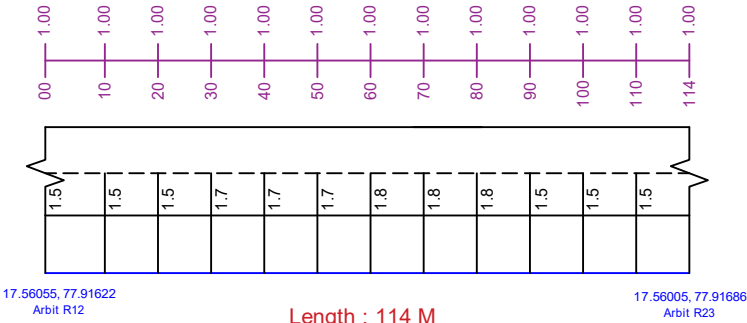 1.00 1.00 1.00 1.00 1.00 1.00 1.00 1.00 1.00 1.00 1.00 1.00 1.00
00 10 20 30 40 50 60 70 80 90 100 110 114
1.5 1.5 1.5 1.7 1.7 1.7 1.8 1.8 1.8 1.5 1.5 1.5
17.56055, 77.91622
Arbit R12
Length : 114 M
17.56005, 77.91686
Arbit R23